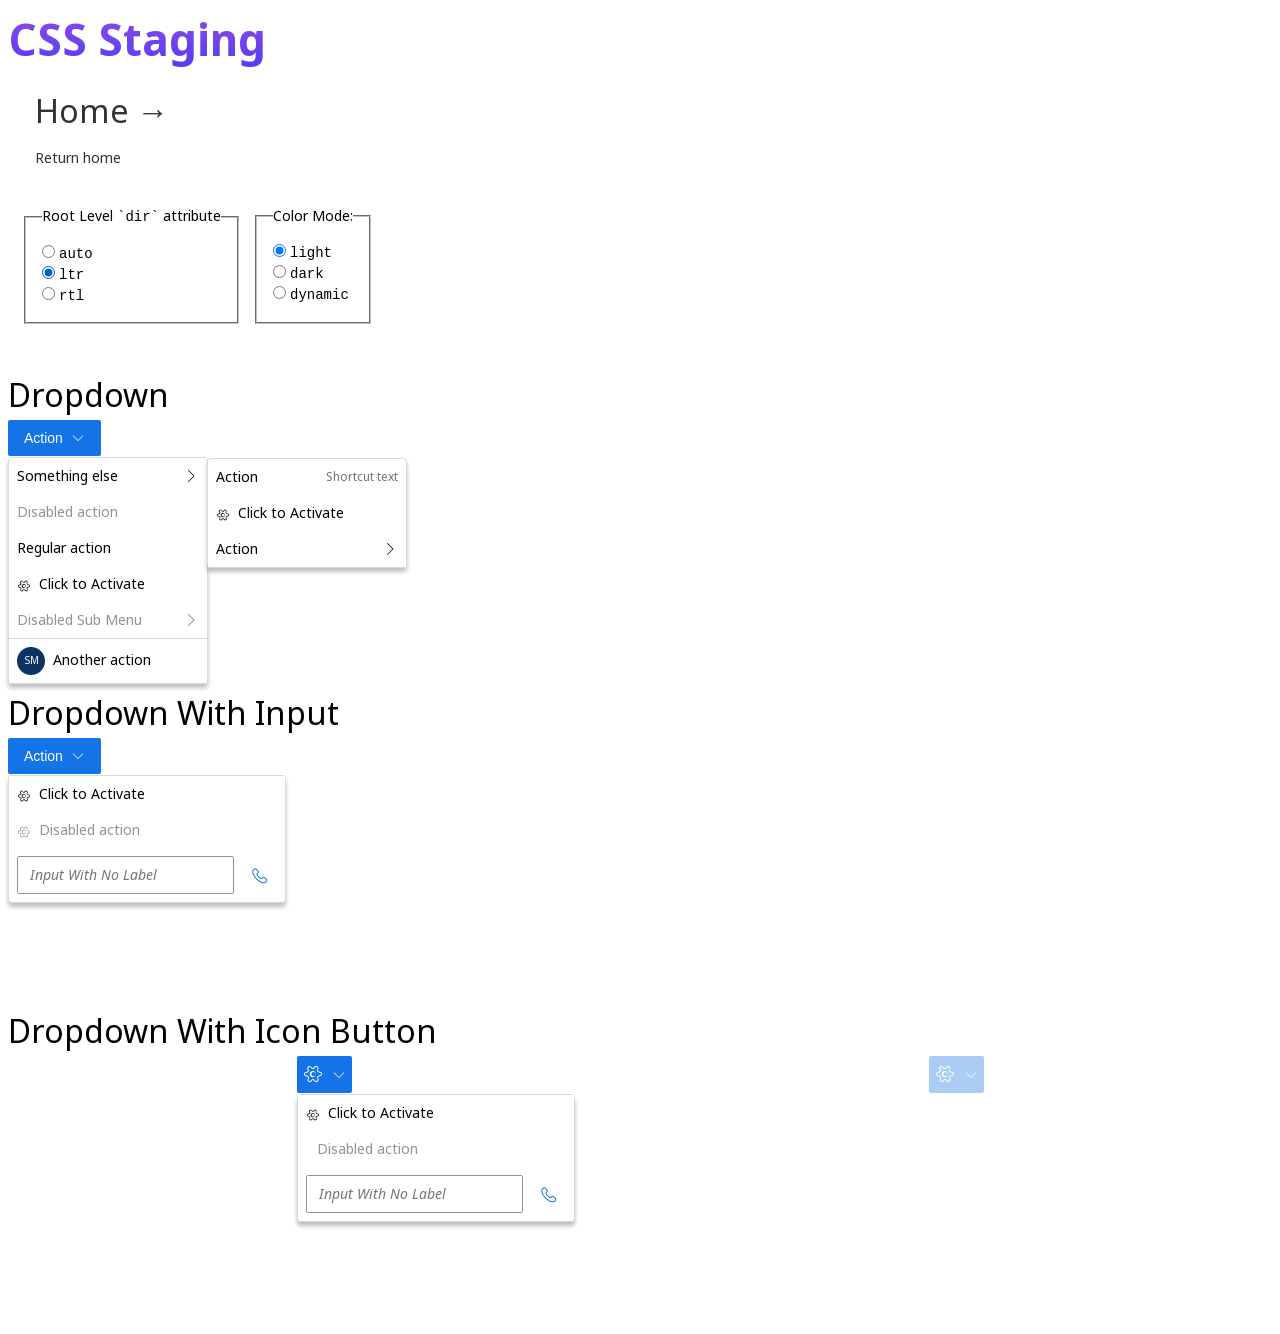 CSS Staging
Home →
Return home
Root Level `dir` attribute
auto
ltr
rtl
Color Mode:
light
dark
dynamic
Dropdown
Action
Something else
Disabled action
Regular action
Click to Activate
Disabled Sub Menu
SM Another action
Action Shortcut text
Click to Activate
Action
Dropdown With Input
Action
Click to Activate
Disabled action
Input With No Label
Dropdown With Icon Button
Click to Activate
Disabled action
Input With No Label